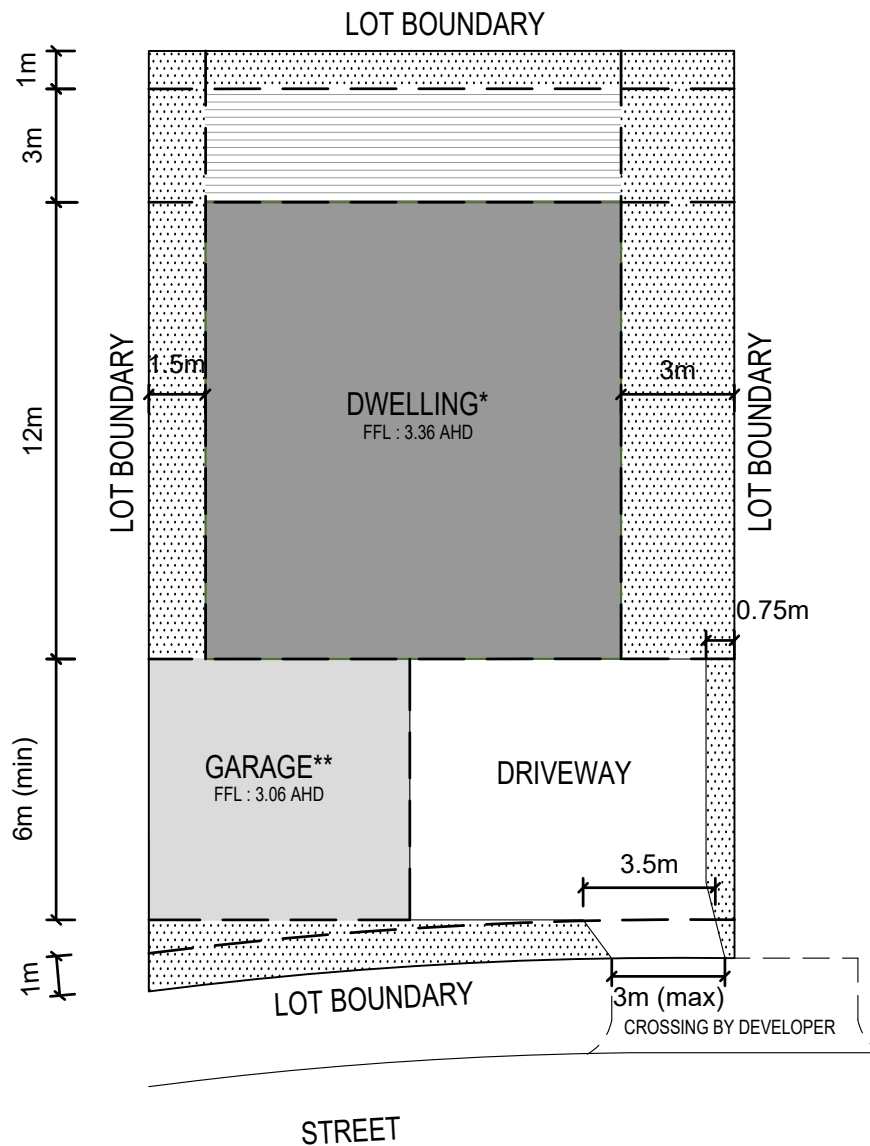 LOT BOUNDARY
1m
3m
12m
LOT BOUNDARY
1.5m
DWELLING*
FFL : 3.36 AHD
3m
LOT BOUNDARY
0.75m
6m (min)
GARAGE**
FFL : 3.06 AHD
DRIVEWAY
3.5m
1m
LOT BOUNDARY
3m (max)
CROSSING BY DEVELOPER
STREET